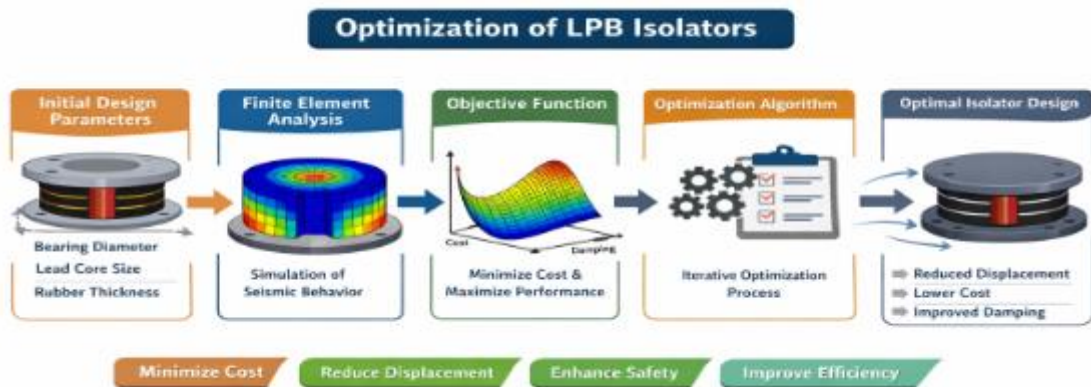 Optimization of LPB Isolators
Initial Design
Parameters
Bearing Diameter
Lead Core Size
Rubber Thickness
Finite Element
Analysis
Simulation of
Seismic Behavior
Objective Function
Cost
Damping
Minimize Cost &
Maximize Performance
Optimization Algorithm
Iterative Optimization
Process
Optimal Isolator Design
Reduced Displacement
Lower Cost
Improved Damping
Minimize Cost
Reduce Displacement
Enhance Safety
Improve Efficiency